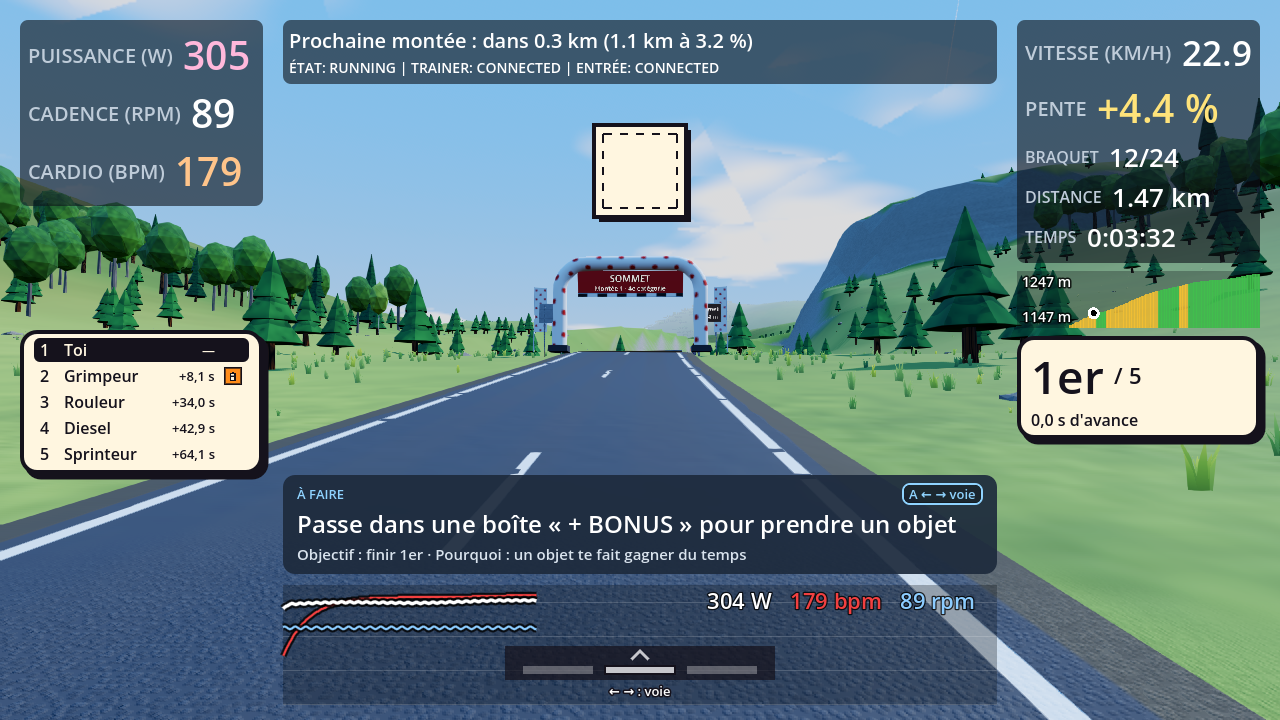 PUISSANCE (W) 305
CADENCE (RPM) 89
CARDIO (BPM) 179
Prochaine montée : dans 0.3 km (1.1 km à 3.2 %)
ÉTAT: RUNNING | TRAINER: CONNECTED | ENTRÉE: CONNECTED
VITESSE (KM/H) 22.9
PENTE +4.4 %
BRAQUET 12/24
DISTANCE 1.47 km
TEMPS 0:03:32
1247 m
1147 m
SOMMET
Montée 1 · 4e catégorie
1 Toi —
2 Grimpeur +8,1 s
3 Rouleur +34,0 s
4 Diesel +42,9 s
5 Sprinteur +64,1 s
1er / 5
0,0 s d'avance
À FAIRE
A ← → voie
Passe dans une boîte « + BONUS » pour prendre un objet
Objectif : finir 1er · Pourquoi : un objet te fait gagner du temps
304 W 179 bpm 89 rpm
← → : voie